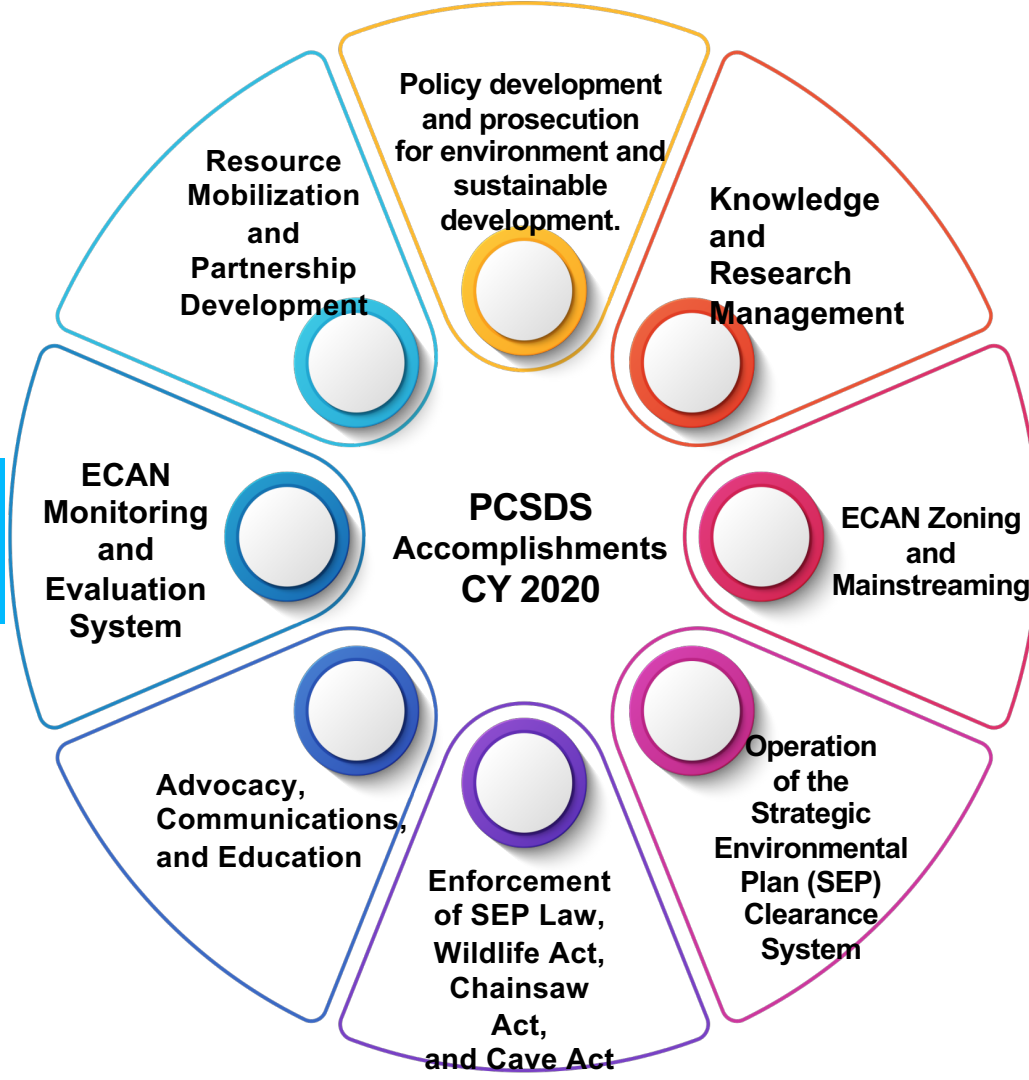 Policy development
and prosecution
for environment and
sustainable
development.
Knowledge
and
Research
Management
ECAN Zoning
and
Mainstreaming
Operation
of the
Strategic
Environmental
Plan (SEP)
Clearance
System
Enforcement
of SEP Law,
Wildlife Act,
Chainsaw
Act,
and Cave Act
Advocacy,
Communications,
and Education
ECAN
Monitoring
and
Evaluation
System
Resource
Mobilization
and
Partnership
Development
PCSDS
Accomplishments
CY 2020